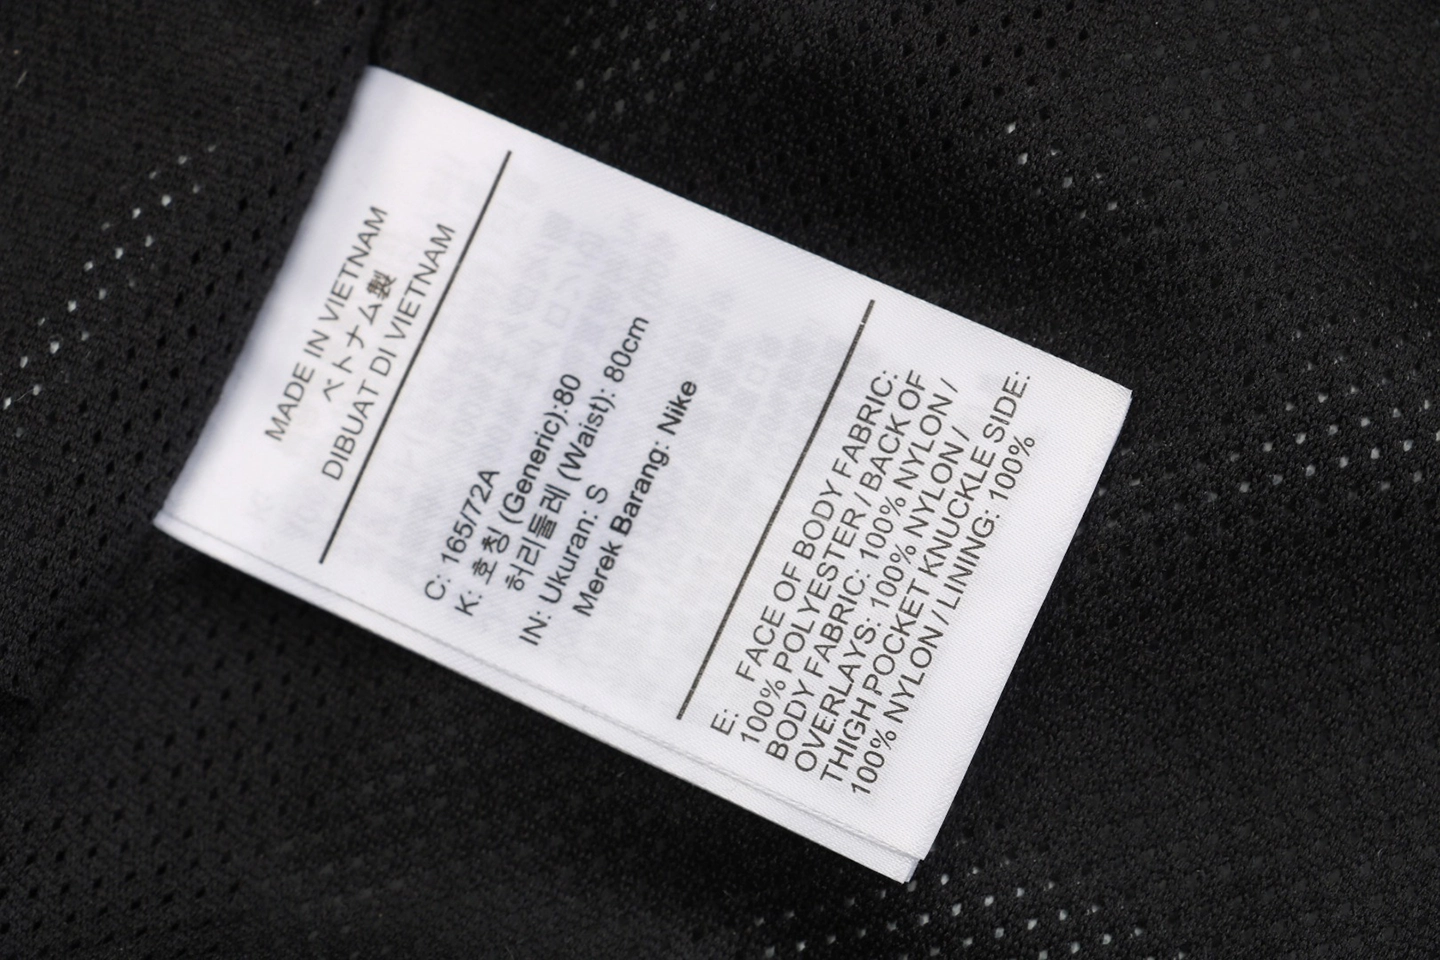 MADE IN VIETNAM
ベトナム製
DIBUAT DI VIETNAM
C: 165/72A
K: 호칭 (Generic):80
허리둘레 (Waist): 80cm
IN: Ukuran: S
Merek Barang: Nike
E: FACE OF BODY FABRIC:
100% POLYESTER / BACK OF
BODY FABRIC: 100% NYLON /
OVERLAYS: 100% NYLON /
THIGH POCKET KNUCKLE SIDE:
100% NYLON / LINING: 100%